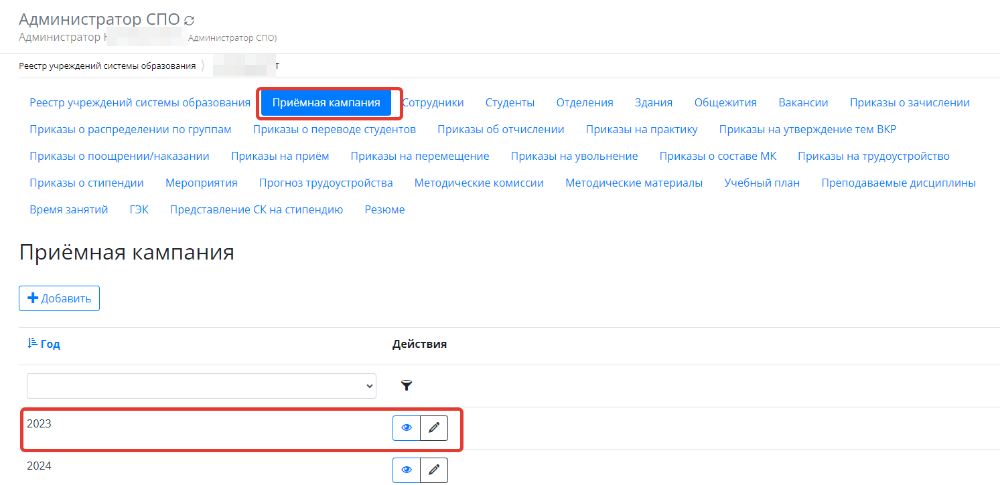 Администратор СПО
Администратор Администратор СПО)
Реестр учреждений системы образования Т
Реестр учреждений системы образования Приёмная кампания Сотрудники Студенты Отделения Здания Общежития Вакансии Приказы о зачислении
Приказы о распределении по группам Приказы о переводе студентов Приказы об отчислении Приказы на практику Приказы на утверждение тем ВКР
Приказы о поощрении/наказании Приказы на приём Приказы на перемещение Приказы на увольнение Приказы о составе МК Приказы на трудоустройство
Приказы о стипендии Мероприятия Прогноз трудоустройства Методические комиссии Методические материалы Учебный план Преподаваемые дисциплины
Время занятий ГЭК Представление СК на стипендию Резюме
Приёмная кампания
Добавить
Год Действия
2023
2024